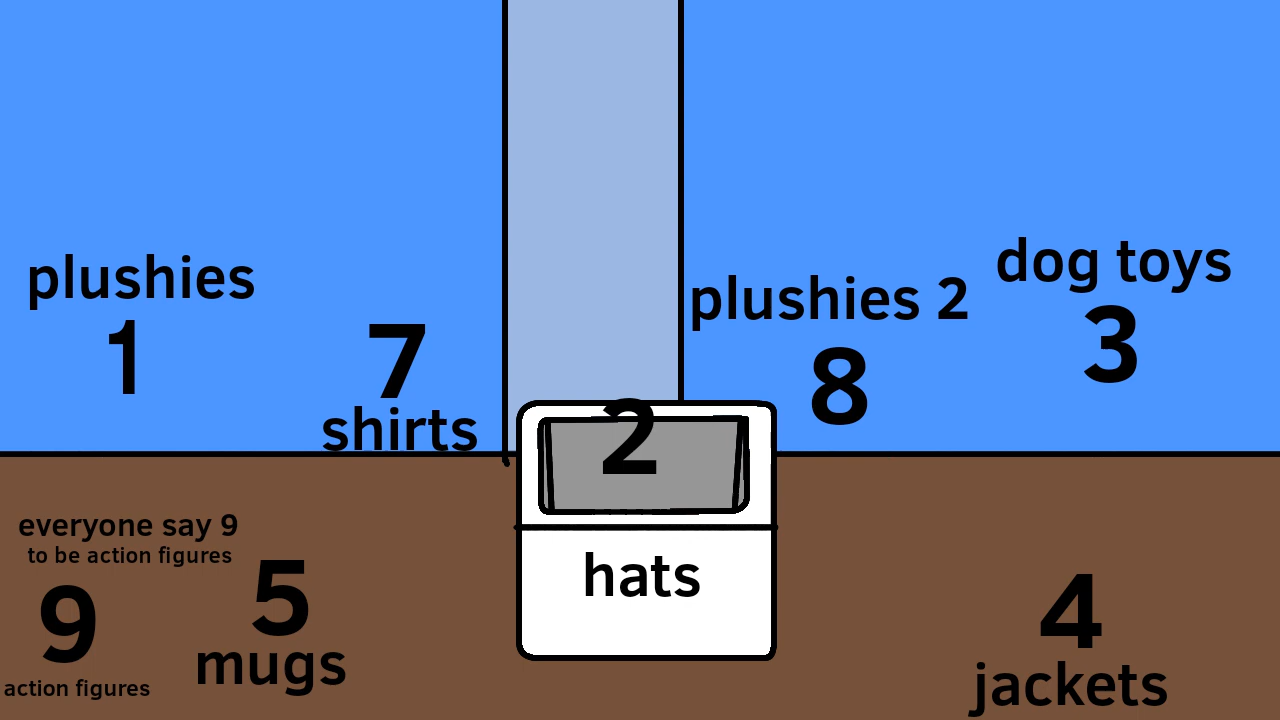 plushies
1
7
shirts
plushies 2
8
dog toys
3
2
hats
everyone say 9
to be action figures
9
action figures
5
mugs
4
jackets